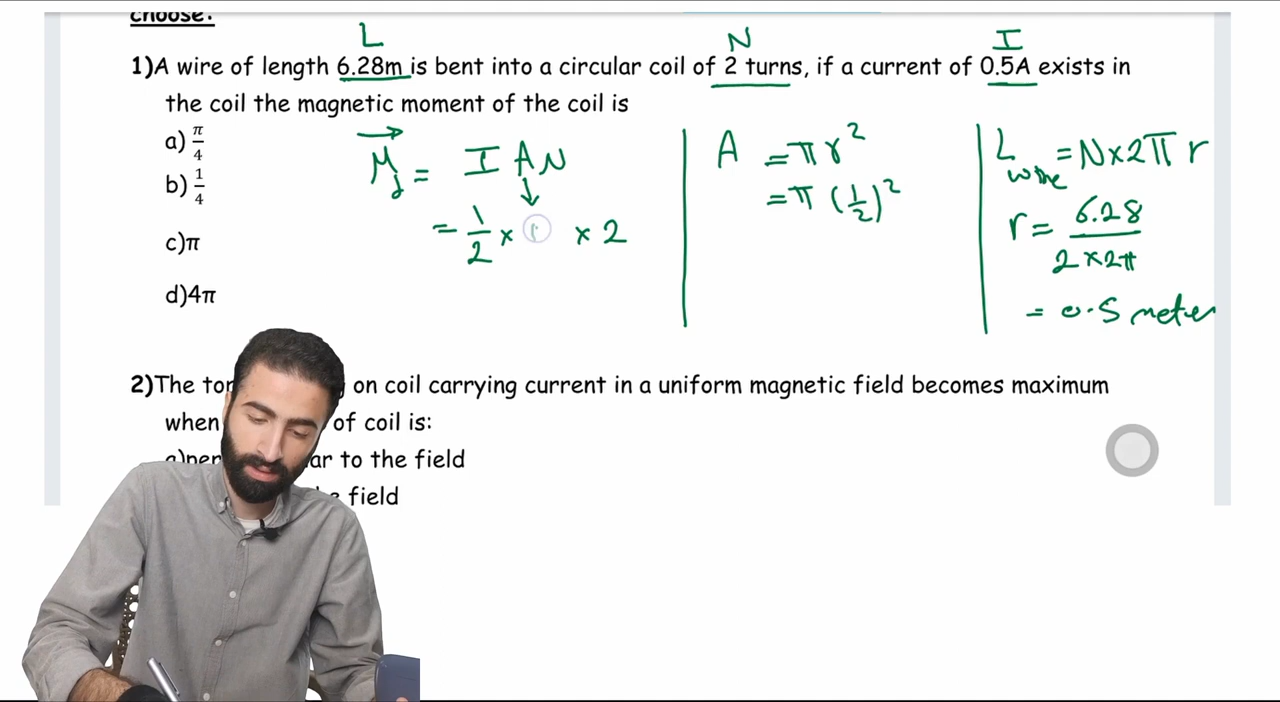 choose:
L N I
1)A wire of length 6.28m is bent into a circular coil of 2 turns, if a current of 0.5A exists in
the coil the magnetic moment of the coil is
a) π/4
b) 1/4
c)π
d)4π
M⃗d = I A N
= 1/2 × × 2
A = π r²
= π (1/2)²
L wire = N × 2π r
r = 6.28 / 2×2π
= 0.5 meter
2)The on coil carrying current in a uniform magnetic field becomes maximum
when of coil is:
to the field
field